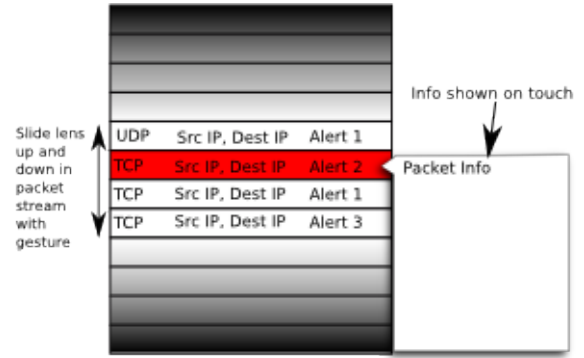 Slide lens
up and
down in
packet
stream
with
gesture
UDP Src IP, Dest IP Alert 1
TCP Src IP, Dest IP Alert 2
TCP Src IP, Dest IP Alert 1
TCP Src IP, Dest IP Alert 3
Info shown on touch
Packet Info